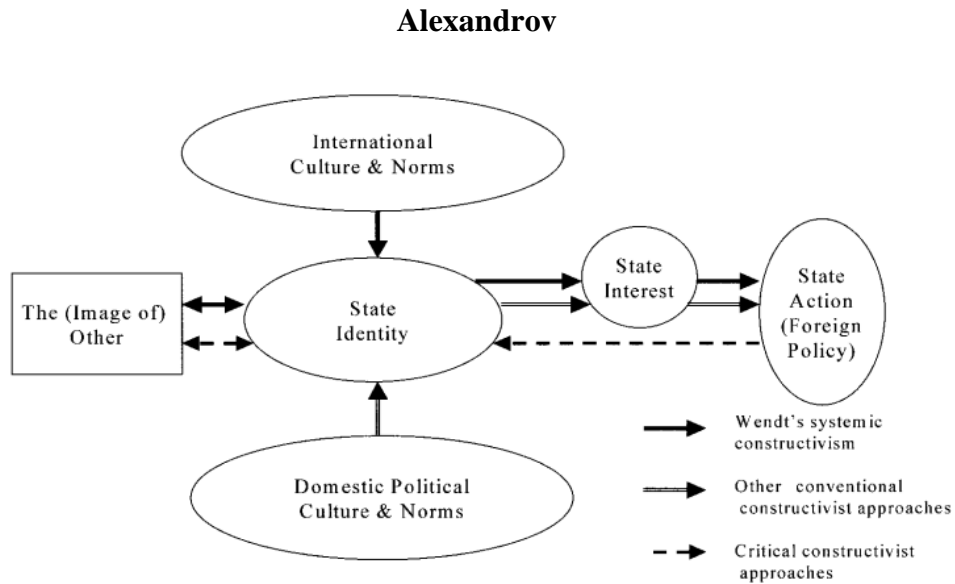 Alexandrov
International
Culture & Norms
The (Image of)
Other
State
Identity
State
Interest
State
Action
(Foreign
Policy)
Domestic Political
Culture & Norms
Wendt's systemic
constructivism
Other conventional
constructivist approaches
Critical constructivist
approaches